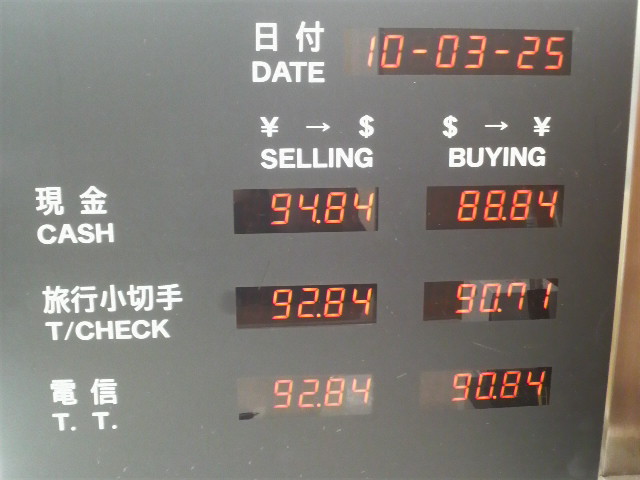 日付 10-03-25
DATE
¥ → $ $ → ¥
SELLING BUYING
現金 94.84 88.84
CASH
旅行小切手 92.84 90.71
T/CHECK
電信 92.84 90.84
T. T.